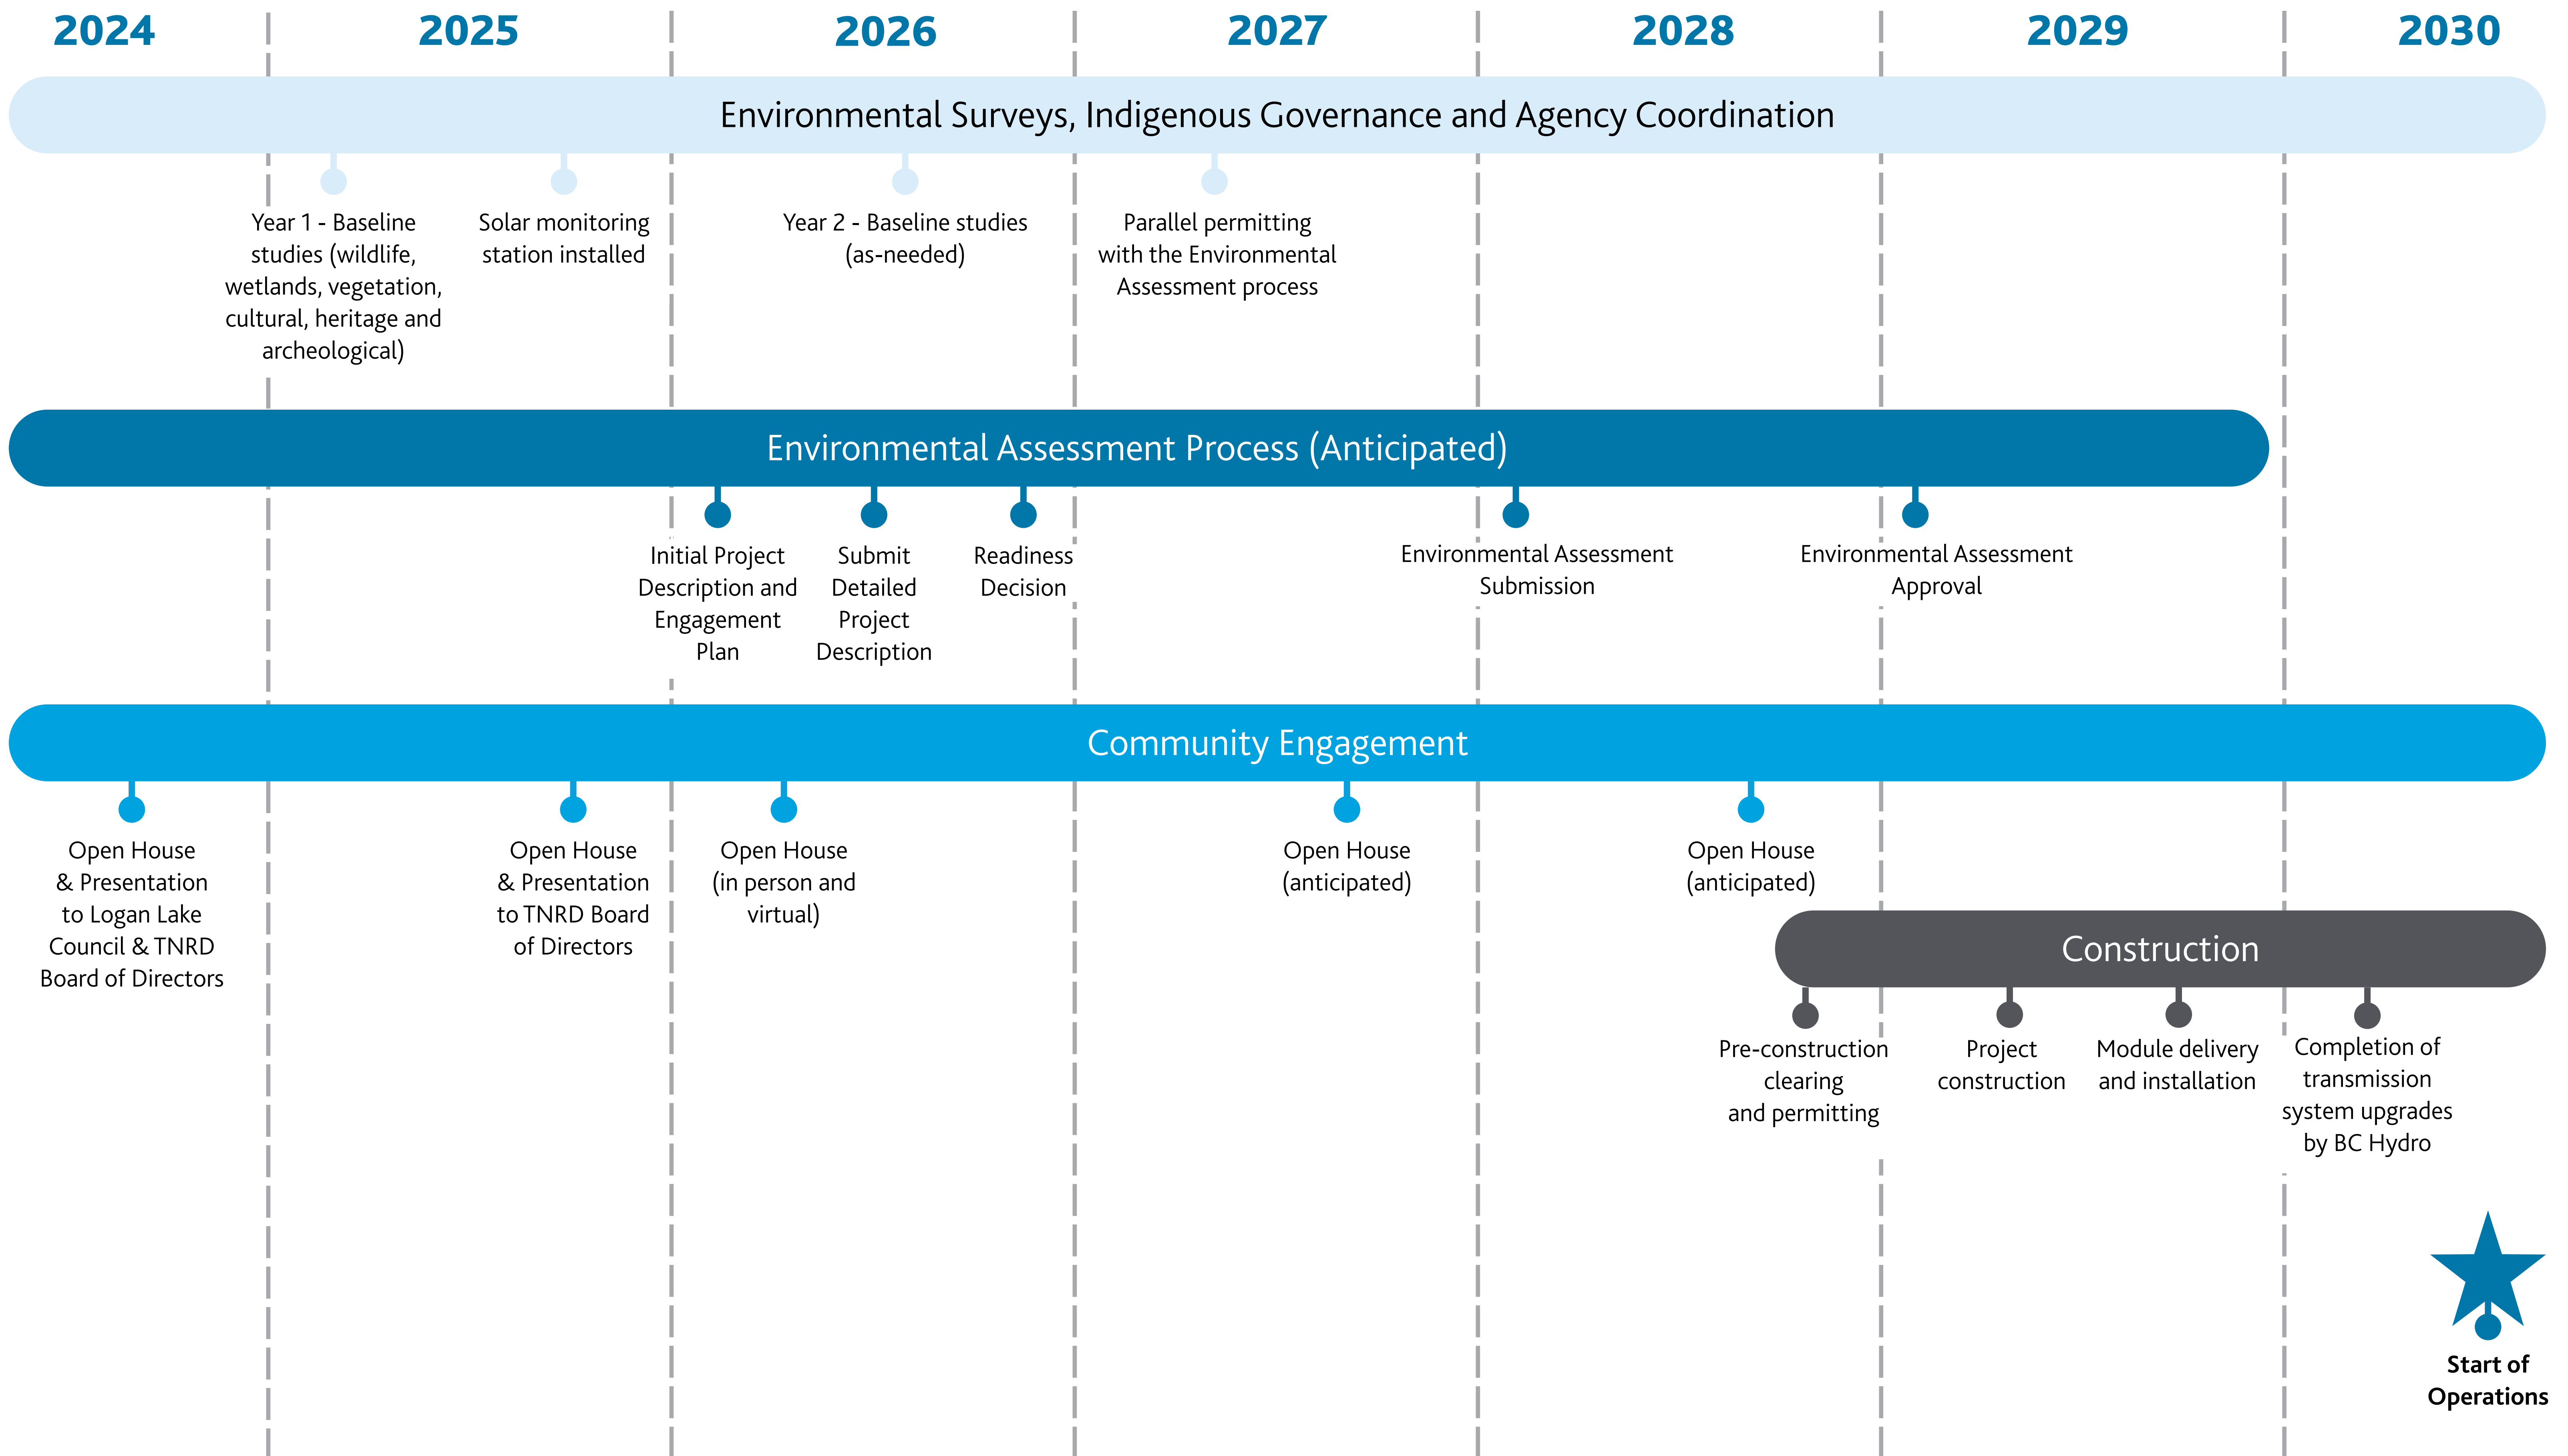 2024 2025 2026 2027 2028 2029 2030
Environmental Surveys, Indigenous Governance and Agency Coordination
Year 1 - Baseline
studies (wildlife,
wetlands, vegetation,
cultural, heritage and
archeological)
Solar monitoring
station installed
Year 2 - Baseline studies
(as-needed)
Parallel permitting
with the Environmental
Assessment process
Environmental Assessment Process (Anticipated)
Initial Project
Description and
Engagement
Plan
Submit
Detailed
Project
Description
Readiness
Decision
Environmental Assessment
Submission
Environmental Assessment
Approval
Community Engagement
Open House
& Presentation
to Logan Lake
Council & TNRD
Board of Directors
Open House
& Presentation
to TNRD Board
of Directors
Open House
(in person and
virtual)
Open House
(anticipated)
Open House
(anticipated)
Construction
Pre-construction
clearing
and permitting
Project
construction
Module delivery
and installation
Completion of
transmission
system upgrades
by BC Hydro
Start of
Operations